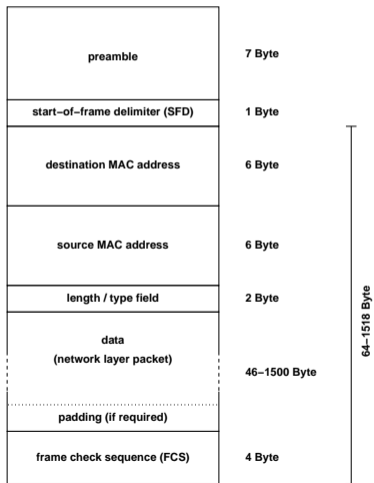 preamble 7 Byte
start–of–frame delimiter (SFD) 1 Byte
destination MAC address 6 Byte
source MAC address 6 Byte
length / type field 2 Byte
data
(network layer packet)
46–1500 Byte
padding (if required)
frame check sequence (FCS) 4 Byte
64–1518 Byte